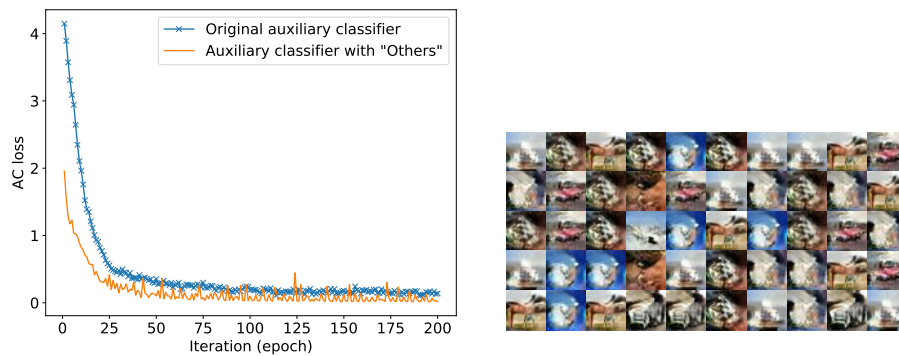 Original auxiliary classifier
Auxiliary classifier with "Others"
AC loss
4
3
2
1
0
0 25 50 75 100 125 150 175 200
Iteration (epoch)